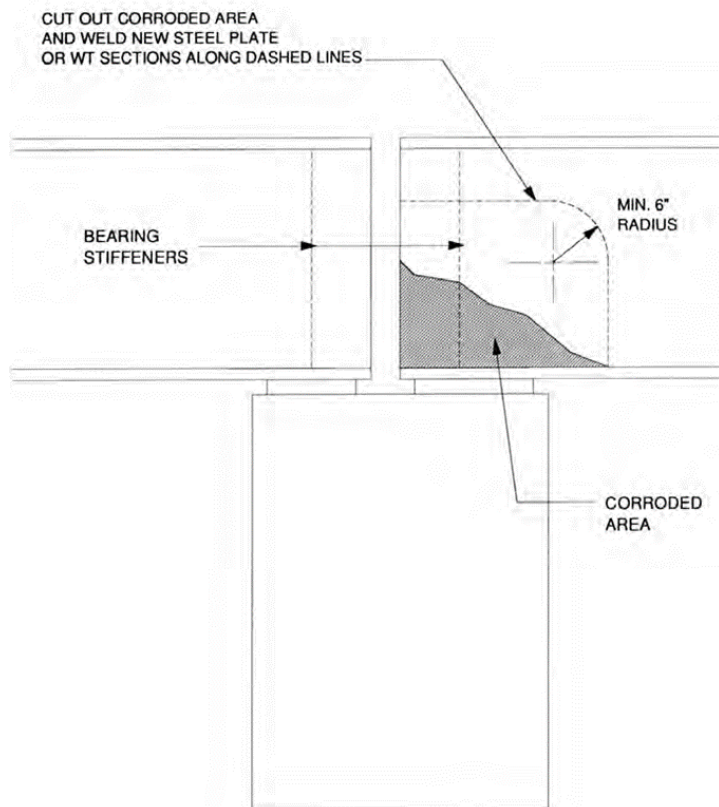 CUT OUT CORRODED AREA
AND WELD NEW STEEL PLATE
OR WT SECTIONS ALONG DASHED LINES
MIN. 6"
RADIUS
BEARING
STIFFENERS
CORRODED
AREA